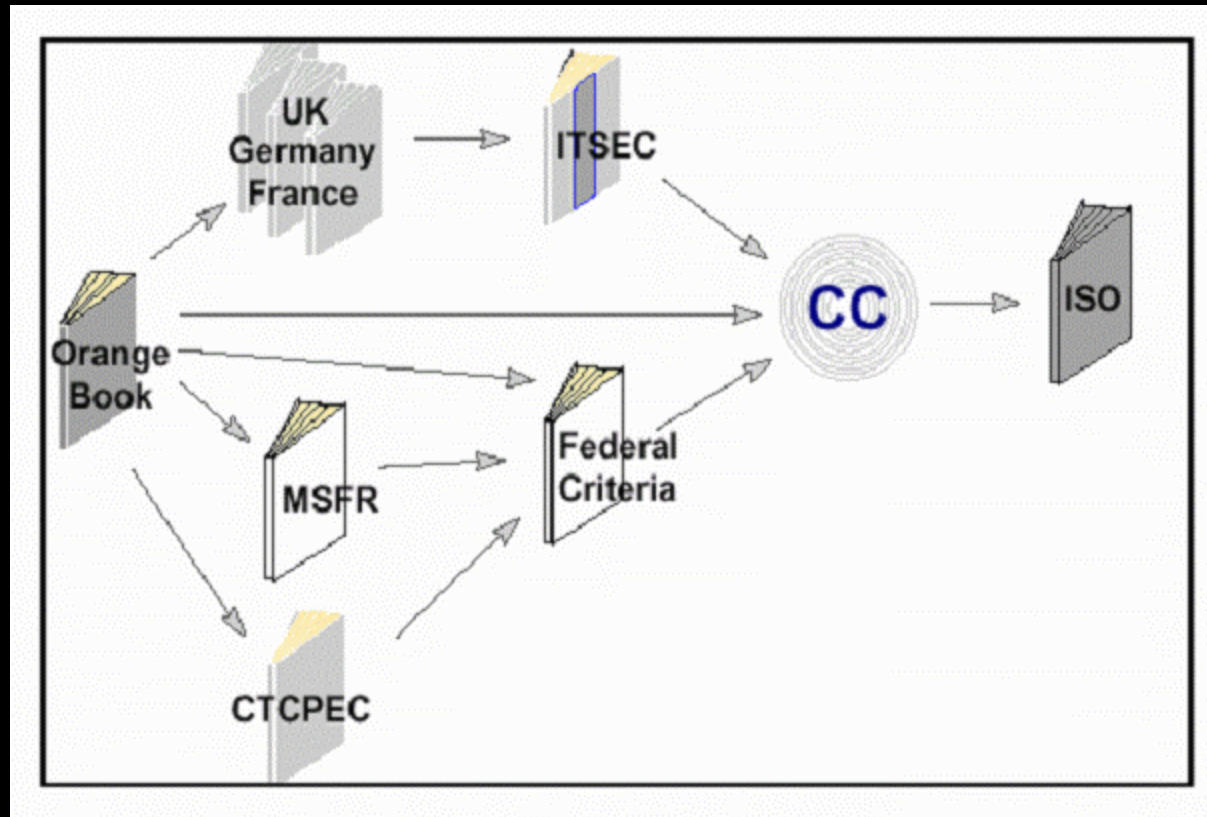 UK
Germany
France
ITSEC
CC
ISO
Orange
Book
Federal
Criteria
MSFR
CTCPEC